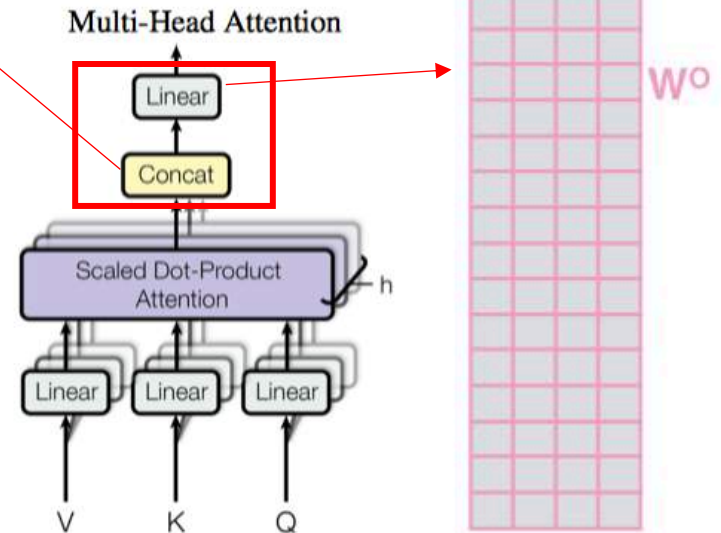 Multi-Head Attention
Linear
Concat
Scaled Dot-Product
Attention
h
Linear
Linear
Linear
V
K
Q
Wᴼ